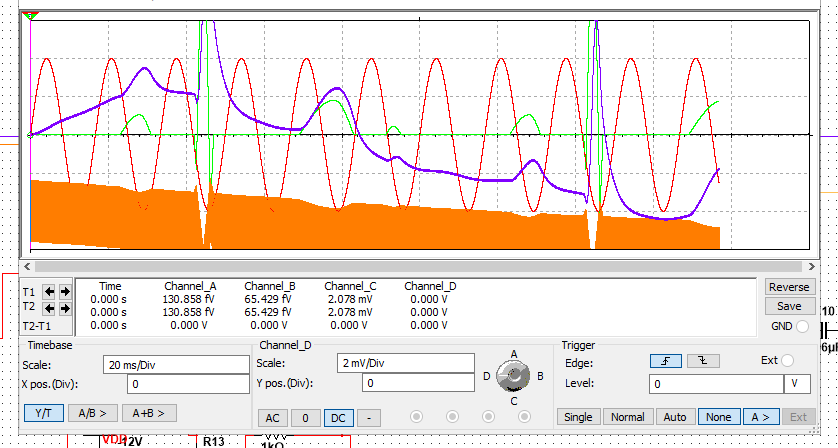 Time Channel_A Channel_B Channel_C Channel_D
T1 0.000 s 130.858 fV 65.429 fV 2.078 mV 0.000 V
T2 0.000 s 130.858 fV 65.429 fV 2.078 mV 0.000 V
T2-T1 0.000 s 0.000 V 0.000 V 0.000 V 0.000 V
Reverse
Save
GND
Timebase
Scale: 20 ms/Div
X pos.(Div): 0
Y/T A/B > A+B >
Channel_D
Scale: 2 mV/Div
Y pos.(Div): 0
AC 0 DC -
A
D B
C
Trigger
Edge: Ext
Level: 0 V
Single Normal Auto None A > Ext
VDD 12V
R13
1kΩ